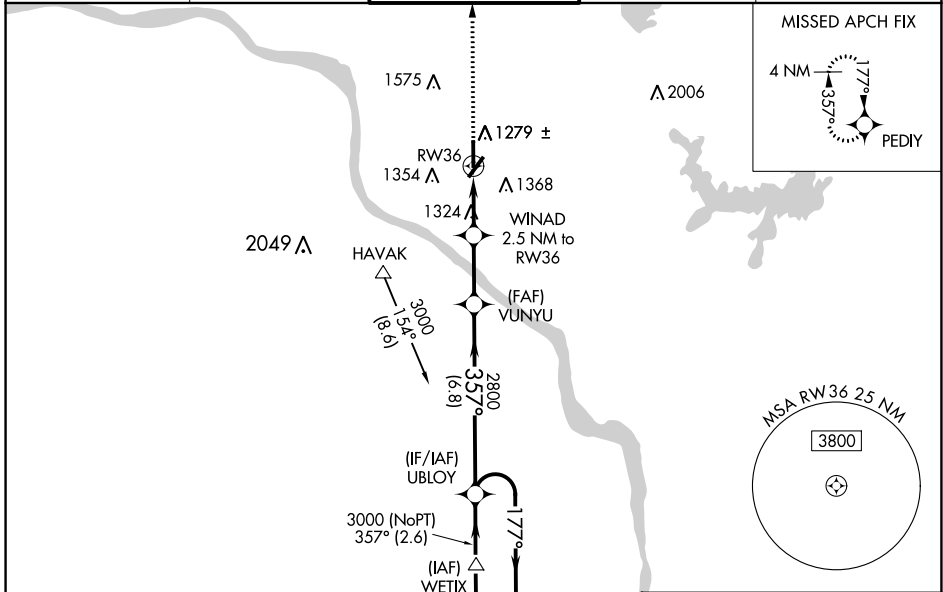 MISSED APCH FIX
4 NM
177°
357°
PEDIY
1575
2006
1279 ±
RW36
1354
1368
1324
WINAD
2.5 NM to
RW36
2049
HAVAK
(FAF)
VUNYU
3000
154°
(8.6)
2800
357°
(6.8)
MSA RW36 25 NM
3800
(IF/IAF)
UBLOY
177°
3000 (NoPT)
357° (2.6)
(IAF)
WETIX